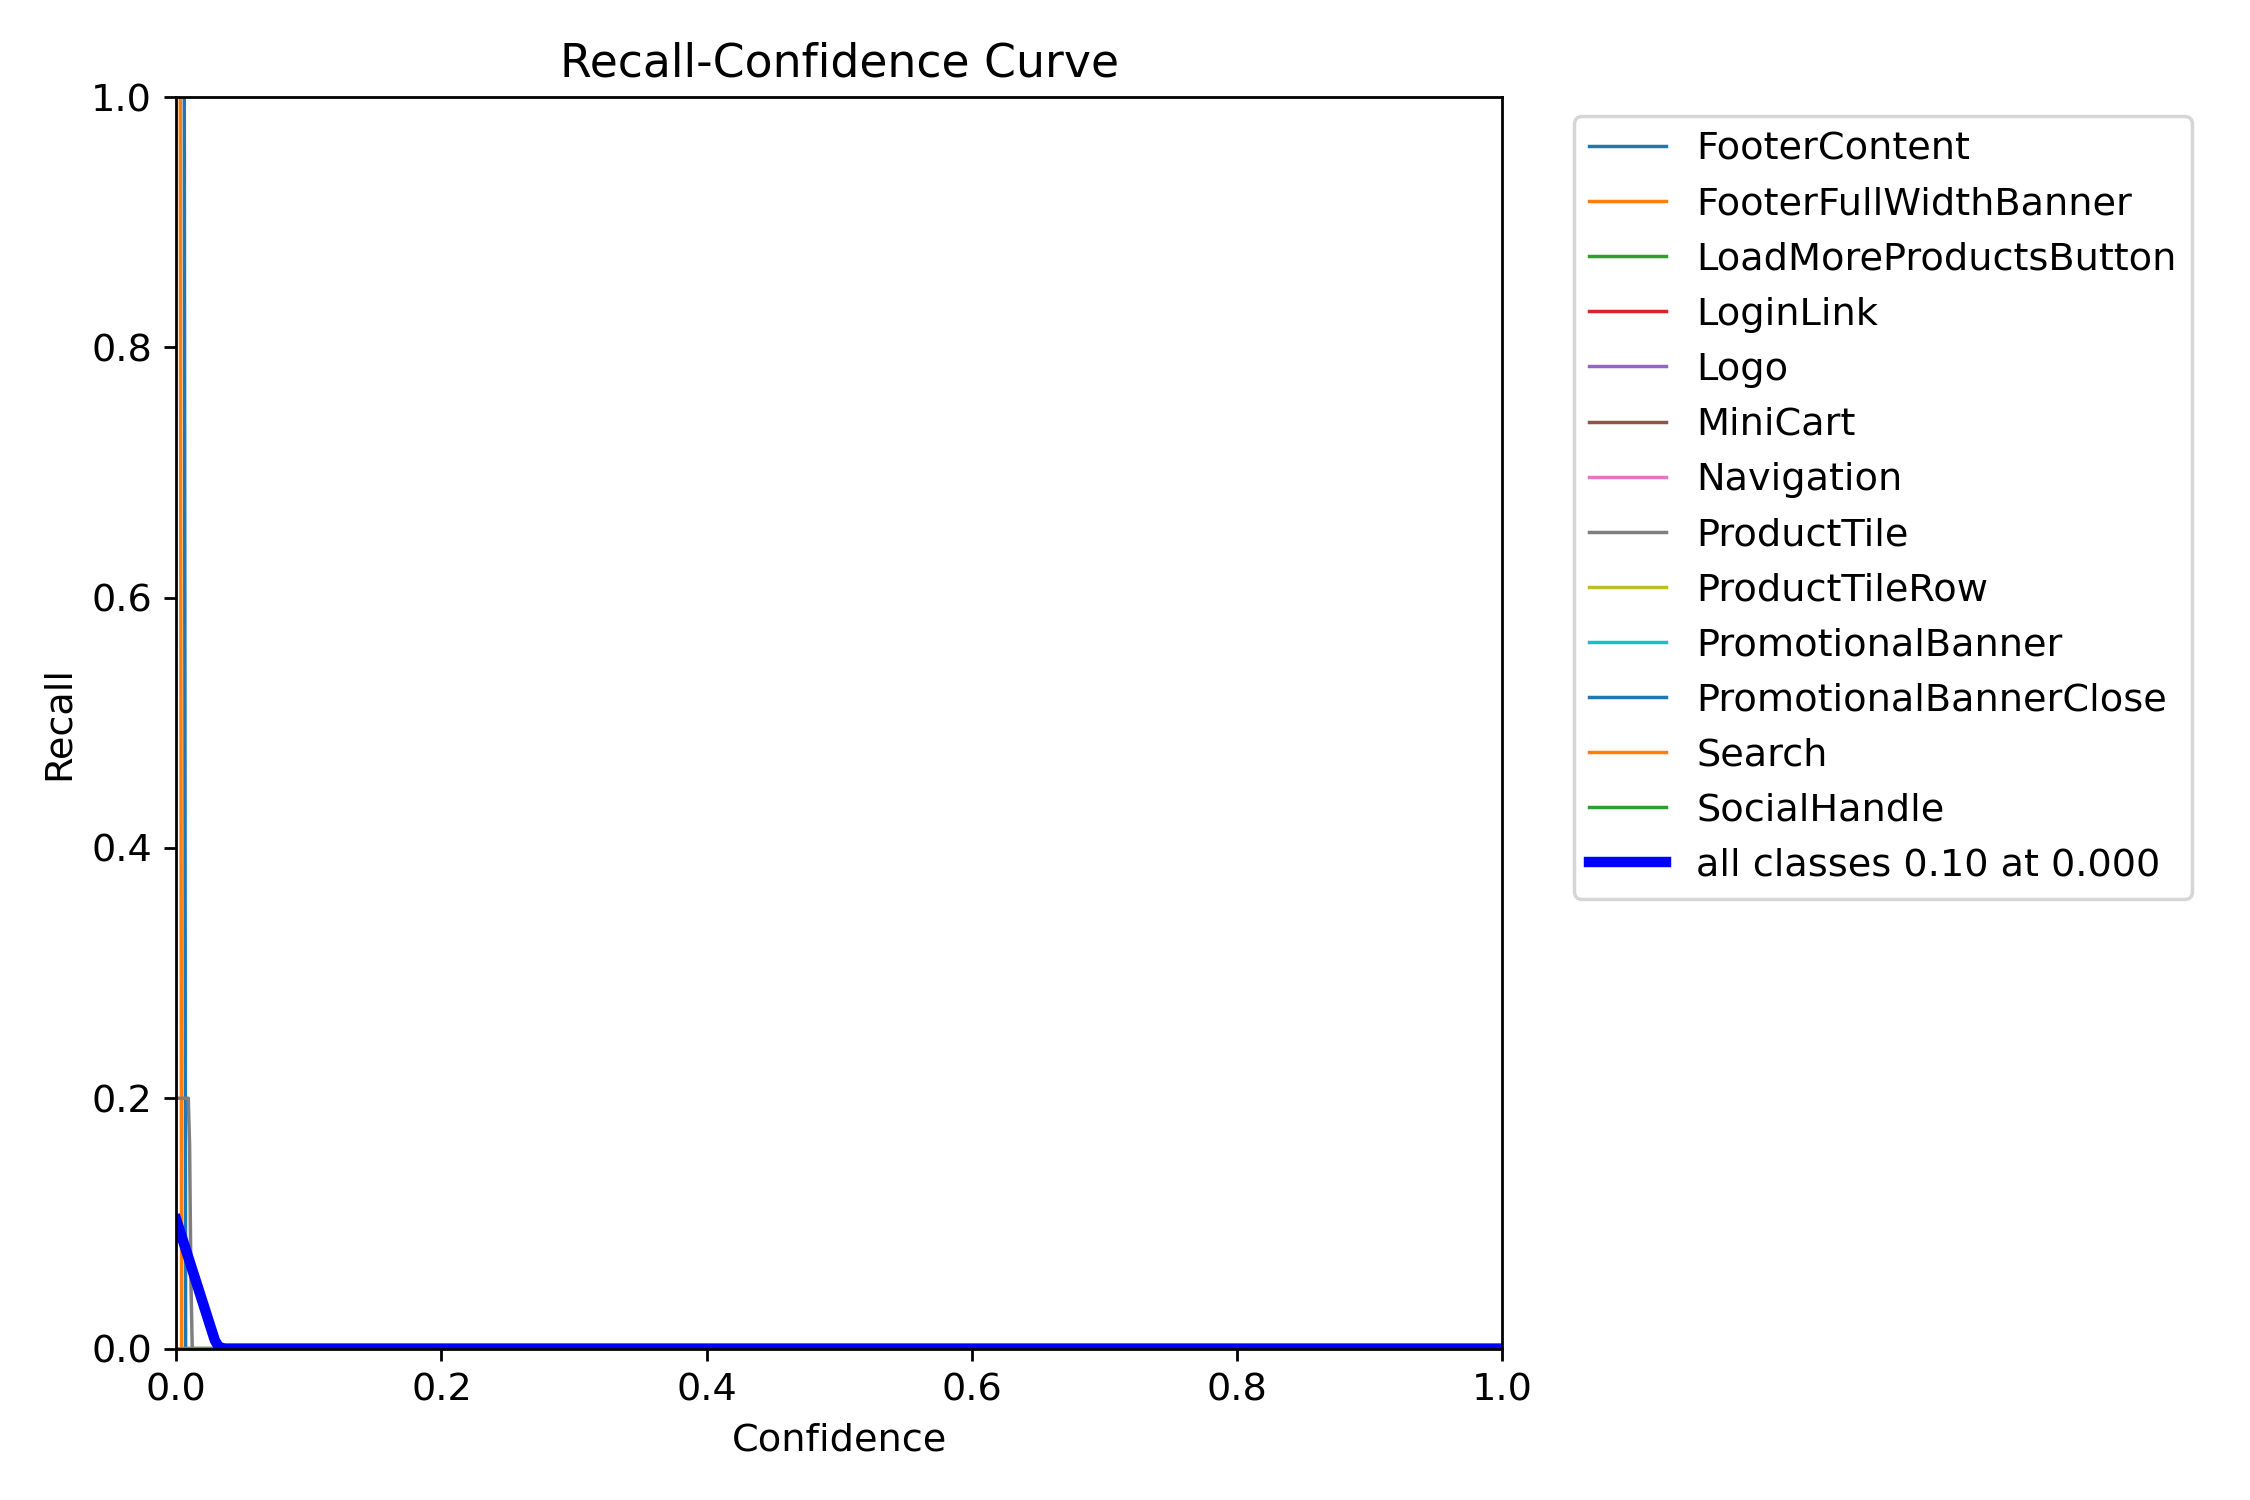 Recall-Confidence Curve
1.0
0.8
0.6
0.4
0.2
0.0
Recall
0.0 0.2 0.4 0.6 0.8 1.0
Confidence
FooterContent
FooterFullWidthBanner
LoadMoreProductsButton
LoginLink
Logo
MiniCart
Navigation
ProductTile
ProductTileRow
PromotionalBanner
PromotionalBannerClose
Search
SocialHandle
all classes 0.10 at 0.000